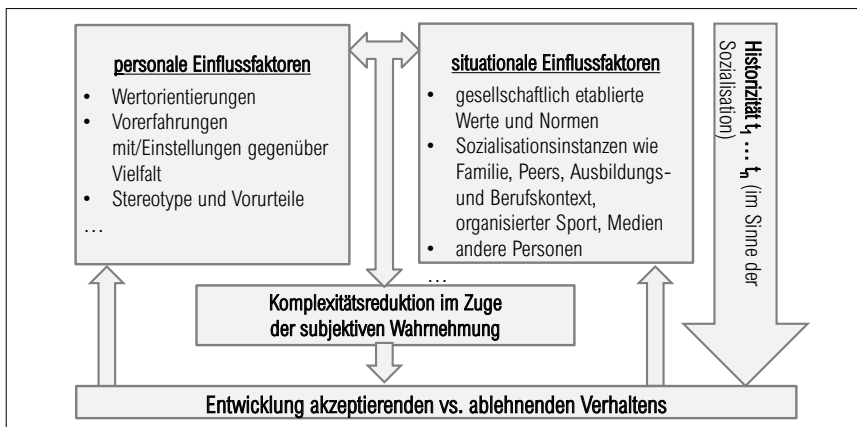 personale Einflussfaktoren
• Wertorientierungen
• Vorerfahrungen
mit/Einstellungen gegenüber
Vielfalt
• Stereotype und Vorurteile
…
situationale Einflussfaktoren
• gesellschaftlich etablierte
Werte und Normen
• Sozialisationsinstanzen wie
Familie, Peers, Ausbildungs-
und Berufskontext,
organisierter Sport, Medien
• andere Personen
…
Historizität t1 … tn (im Sinne der
Sozialisation)
Komplexitätsreduktion im Zuge
der subjektiven Wahrnehmung
Entwicklung akzeptierenden vs. ablehnenden Verhaltens